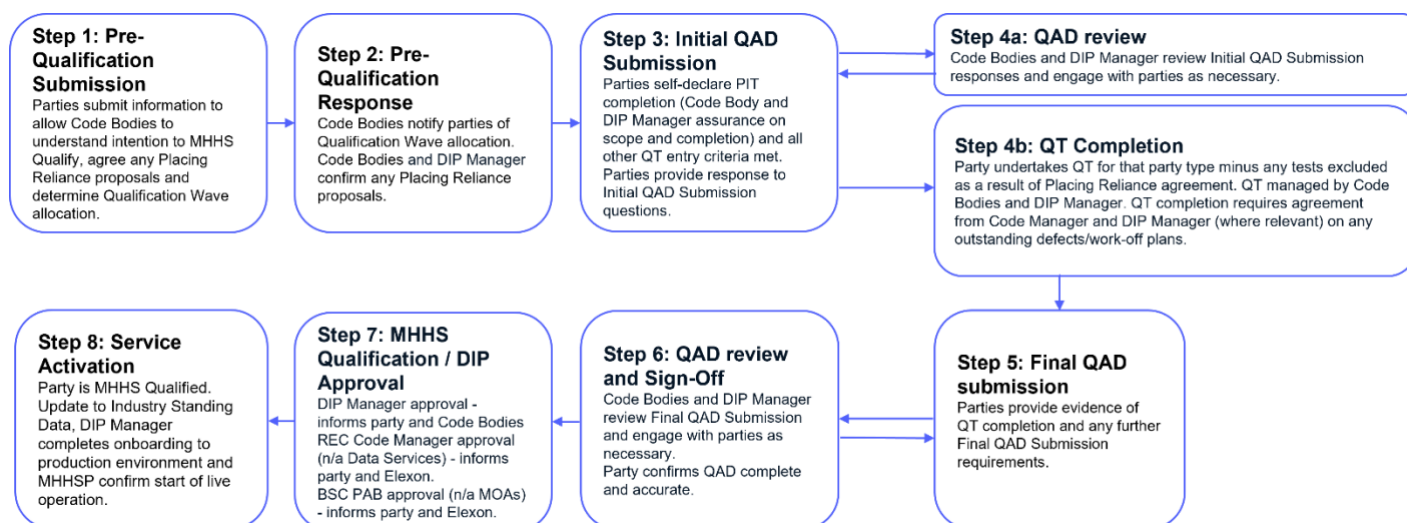 Step 1: Pre-
Qualification
Submission
Parties submit information to
allow Code Bodies to
understand intention to MHHS
Qualify, agree any Placing
Reliance proposals and
determine Qualification Wave
allocation.
Step 2: Pre-
Qualification
Response
Code Bodies notify parties of
Qualification Wave allocation.
Code Bodies and DIP Manager
confirm any Placing Reliance
proposals.
Step 3: Initial QAD
Submission
Parties self-declare PIT
completion (Code Body and
DIP Manager assurance on
scope and completion) and all
other QT entry criteria met.
Parties provide response to
Initial QAD Submission
questions.
Step 4a: QAD review
Code Bodies and DIP Manager review Initial QAD Submission
responses and engage with parties as necessary.
Step 4b: QT Completion
Party undertakes QT for that party type minus any tests excluded
as a result of Placing Reliance agreement. QT managed by Code
Bodies and DIP Manager. QT completion requires agreement
from Code Manager and DIP Manager (where relevant) on any
outstanding defects/work-off plans.
Step 8: Service
Activation
Party is MHHS Qualified.
Update to Industry Standing
Data, DIP Manager
completes onboarding to
production environment and
MHHSP confirm start of live
operation.
Step 7: MHHS
Qualification / DIP
Approval
DIP Manager approval -
informs party and Code Bodies
REC Code Manager approval
(n/a Data Services) - informs
party and Elexon.
BSC PAB approval (n/a MOAs)
- informs party and Elexon.
Step 6: QAD review
and Sign-Off
Code Bodies and DIP Manager
review Final QAD Submission
and engage with parties as
necessary.
Party confirms QAD complete
and accurate.
Step 5: Final QAD
submission
Parties provide evidence of
QT completion and any further
Final QAD Submission
requirements.